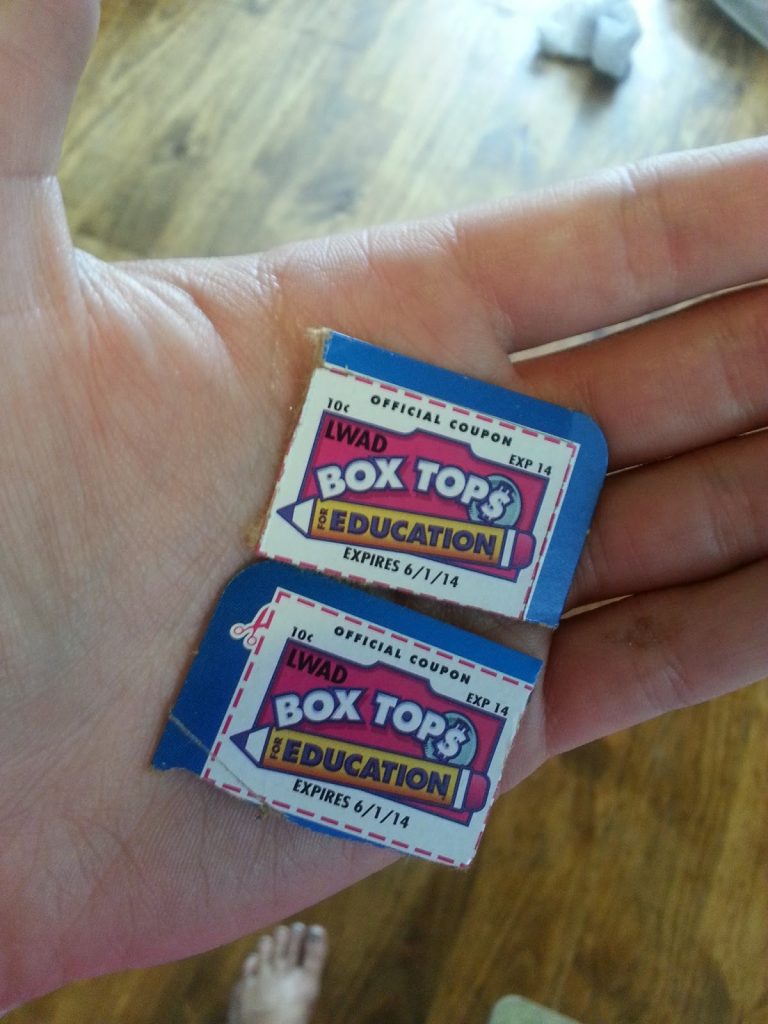 10¢ OFFICIAL COUPON
LWAD EXP 14
BOX TOP$
FOR EDUCATION
EXPIRES 6/1/14
10¢ OFFICIAL COUPON
LWAD EXP 14
BOX TOP$
FOR EDUCATION
EXPIRES 6/1/14